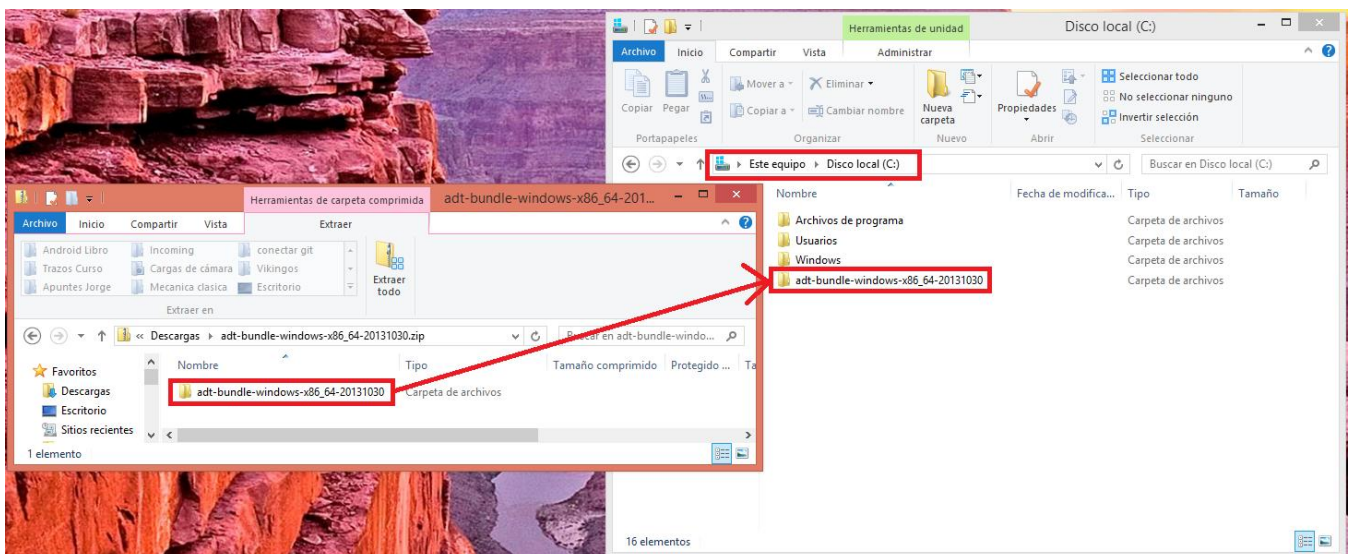 Herramientas de unidad
Disco local (C:)
Archivo Inicio Compartir Vista Administrar
Copiar Pegar
Mover a
Copiar a
Eliminar
Cambiar nombre
Nueva carpeta
Propiedades
Seleccionar todo
No seleccionar ninguno
Invertir selección
Portapapeles Organizar Nuevo Abrir Seleccionar
Este equipo Disco local (C:)
Buscar en Disco local (C:)
Nombre Fecha de modifica... Tipo Tamaño
Archivos de programa Carpeta de archivos
Usuarios Carpeta de archivos
Windows Carpeta de archivos
adt-bundle-windows-x86_64-20131030 Carpeta de archivos
16 elementos
Herramientas de carpeta comprimida
adt-bundle-windows-x86_64-201...
Archivo Inicio Compartir Vista Extraer
Android Libro Incoming conectar git
Trazos Curso Cargas de cámara Vikingos
Apuntes Jorge Mecanica clasica Escritorio
Extraer todo
Extraer en
« Descargas adt-bundle-windows-x86_64-20131030.zip
Buscar en adt-bundle-windo...
Favoritos
Descargas
Escritorio
Sitios recientes
Nombre Tipo Tamaño comprimido Protegido ... Ta
adt-bundle-windows-x86_64-20131030 Carpeta de archivos
1 elemento